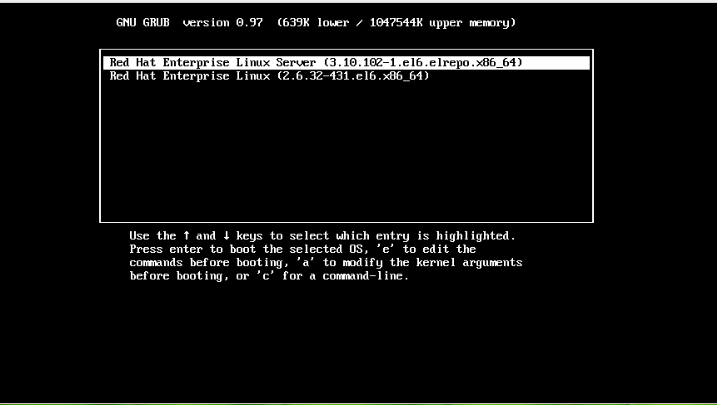 GNU GRUB  version 0.97  (639K lower / 1047544K upper memory)
Red Hat Enterprise Linux Server (3.10.102-1.el6.elrepo.x86_64)
Red Hat Enterprise Linux (2.6.32-431.el6.x86_64)
Use the ↑ and ↓ keys to select which entry is highlighted.
Press enter to boot the selected OS, 'e' to edit the
commands before booting, 'a' to modify the kernel arguments
before booting, or 'c' for a command-line.